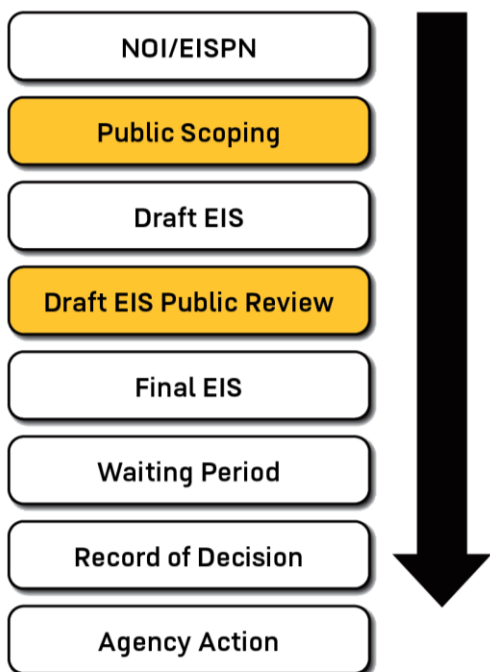 NOI/EISPN
Public Scoping
Draft EIS
Draft EIS Public Review
Final EIS
Waiting Period
Record of Decision
Agency Action